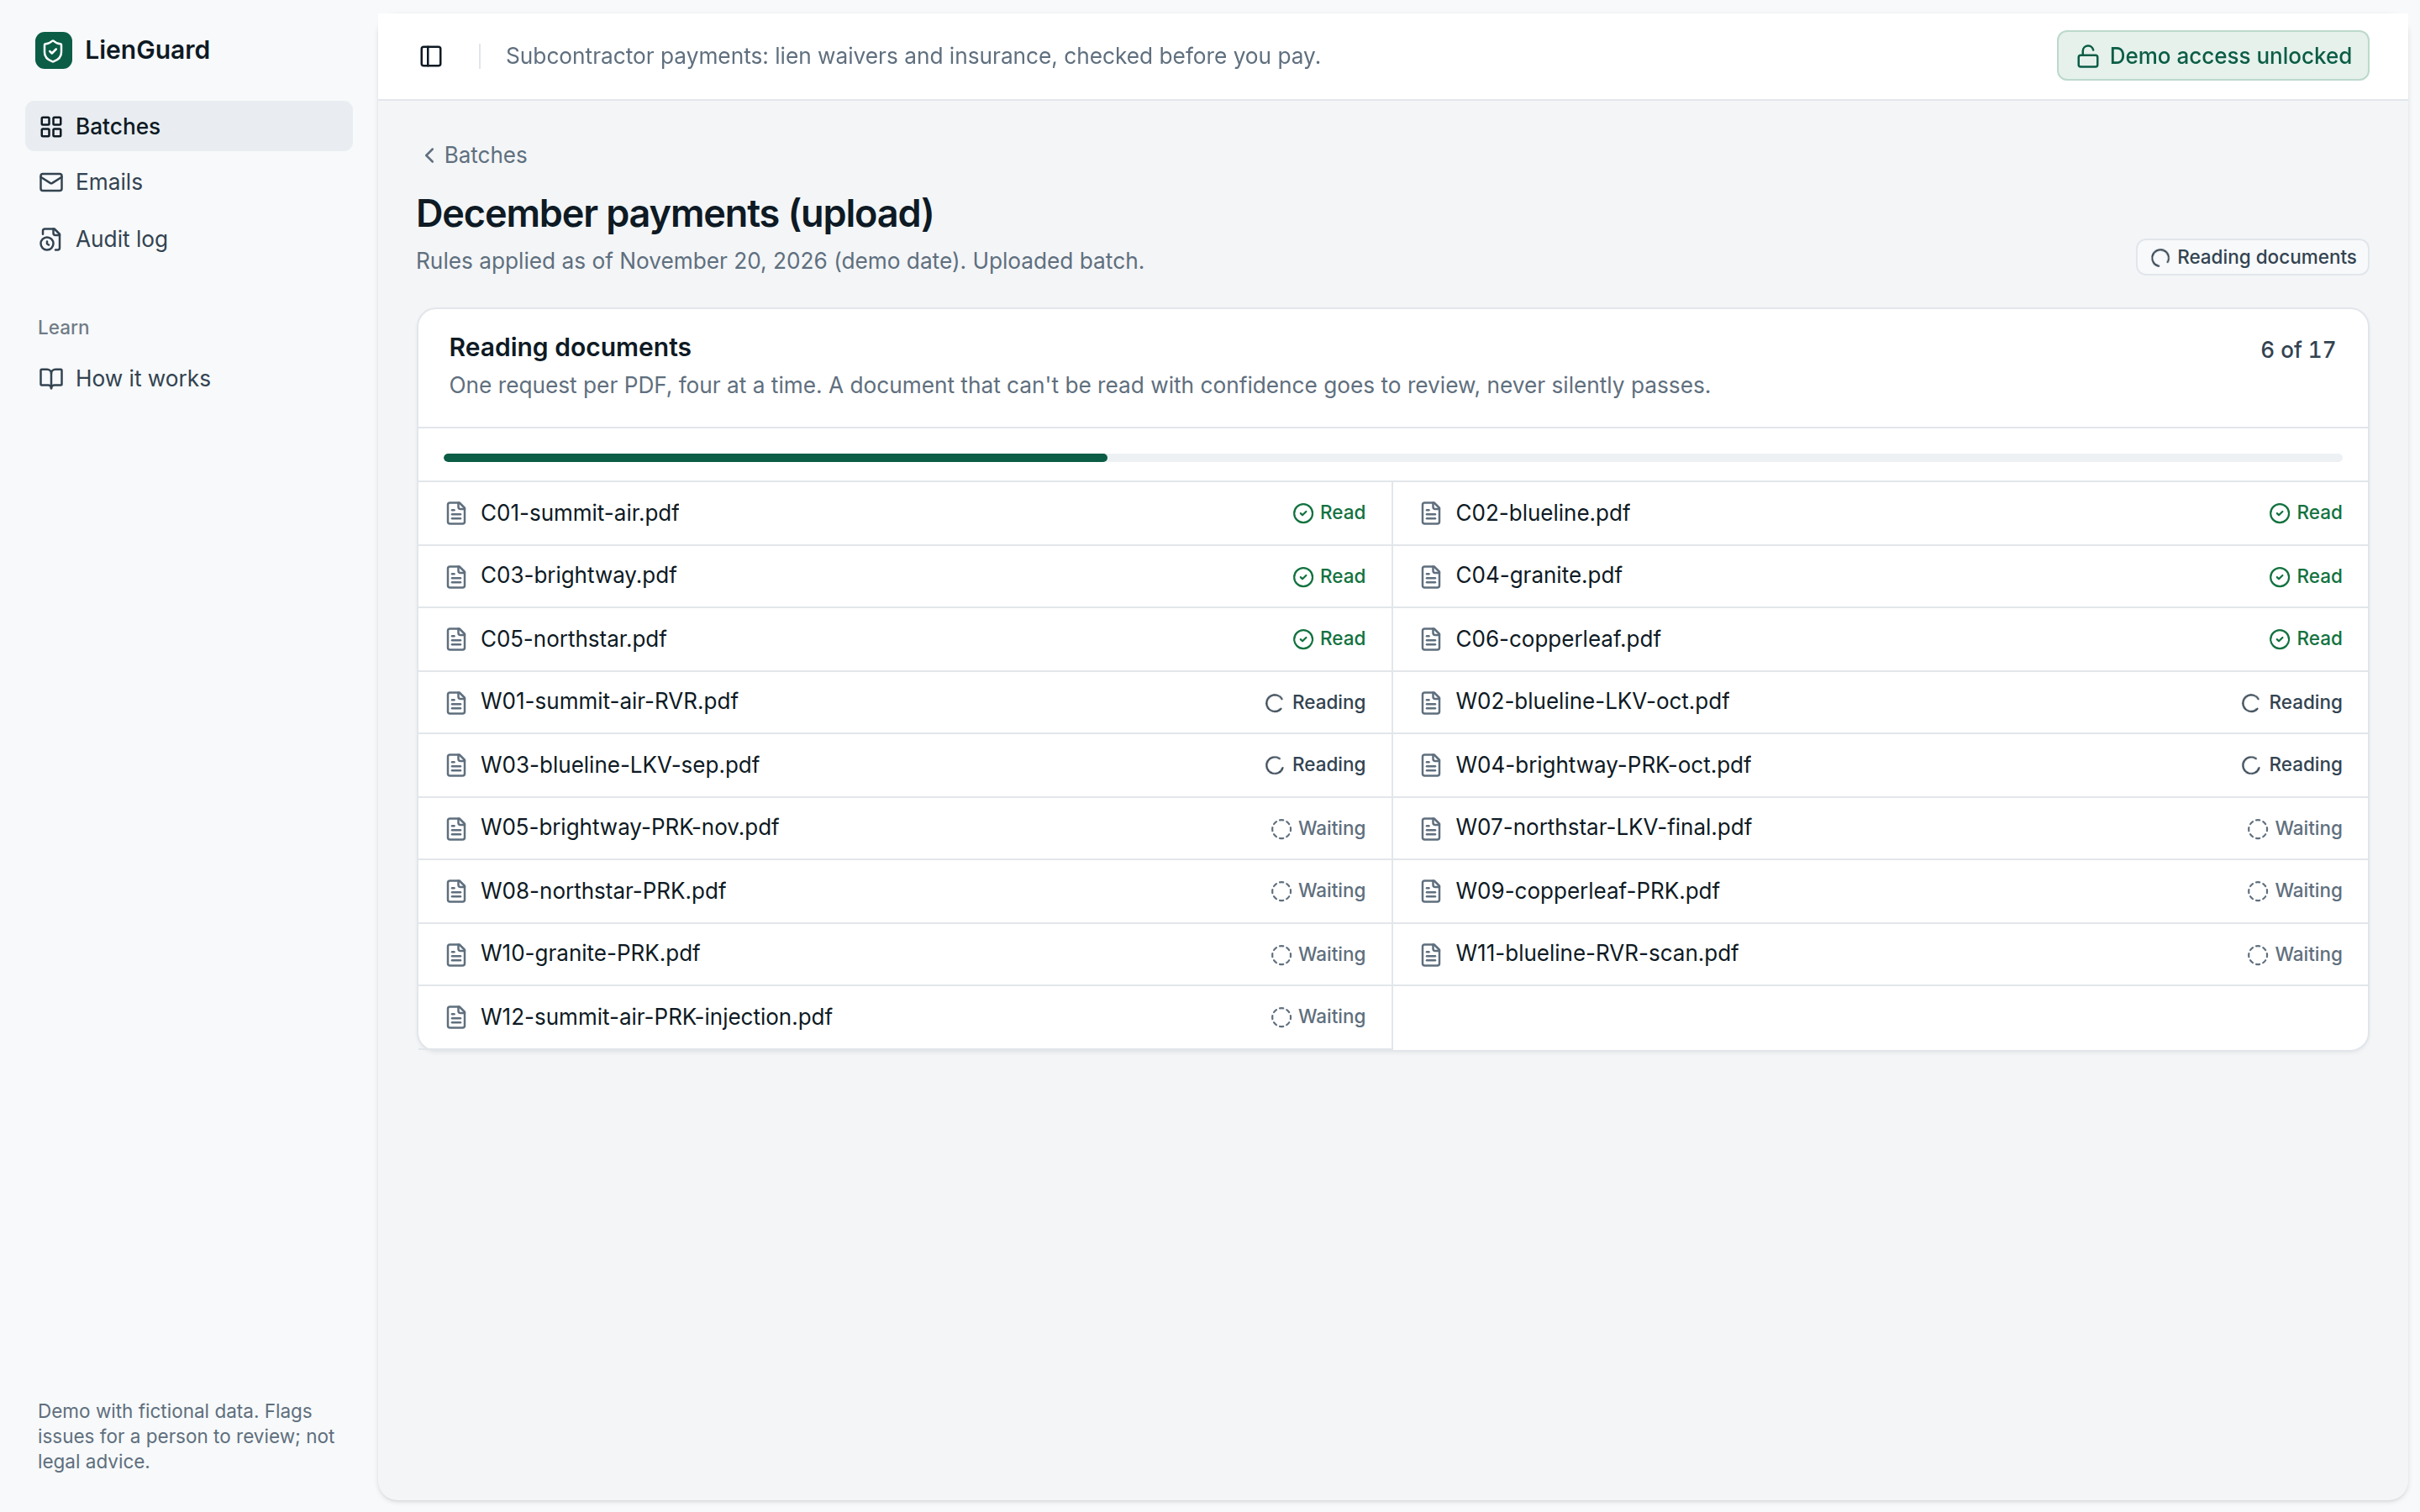 LienGuard
Batches
Emails
Audit log
Learn
How it works
Demo with fictional data. Flags
issues for a person to review; not
legal advice.
Subcontractor payments: lien waivers and insurance, checked before you pay.
Demo access unlocked
Batches
December payments (upload)
Rules applied as of November 20, 2026 (demo date). Uploaded batch.
Reading documents
Reading documents
6 of 17
One request per PDF, four at a time. A document that can't be read with confidence goes to review, never silently passes.
C01-summit-air.pdf Read
C02-blueline.pdf Read
C03-brightway.pdf Read
C04-granite.pdf Read
C05-northstar.pdf Read
C06-copperleaf.pdf Read
W01-summit-air-RVR.pdf Reading
W02-blueline-LKV-oct.pdf Reading
W03-blueline-LKV-sep.pdf Reading
W04-brightway-PRK-oct.pdf Reading
W05-brightway-PRK-nov.pdf Waiting
W07-northstar-LKV-final.pdf Waiting
W08-northstar-PRK.pdf Waiting
W09-copperleaf-PRK.pdf Waiting
W10-granite-PRK.pdf Waiting
W11-blueline-RVR-scan.pdf Waiting
W12-summit-air-PRK-injection.pdf Waiting